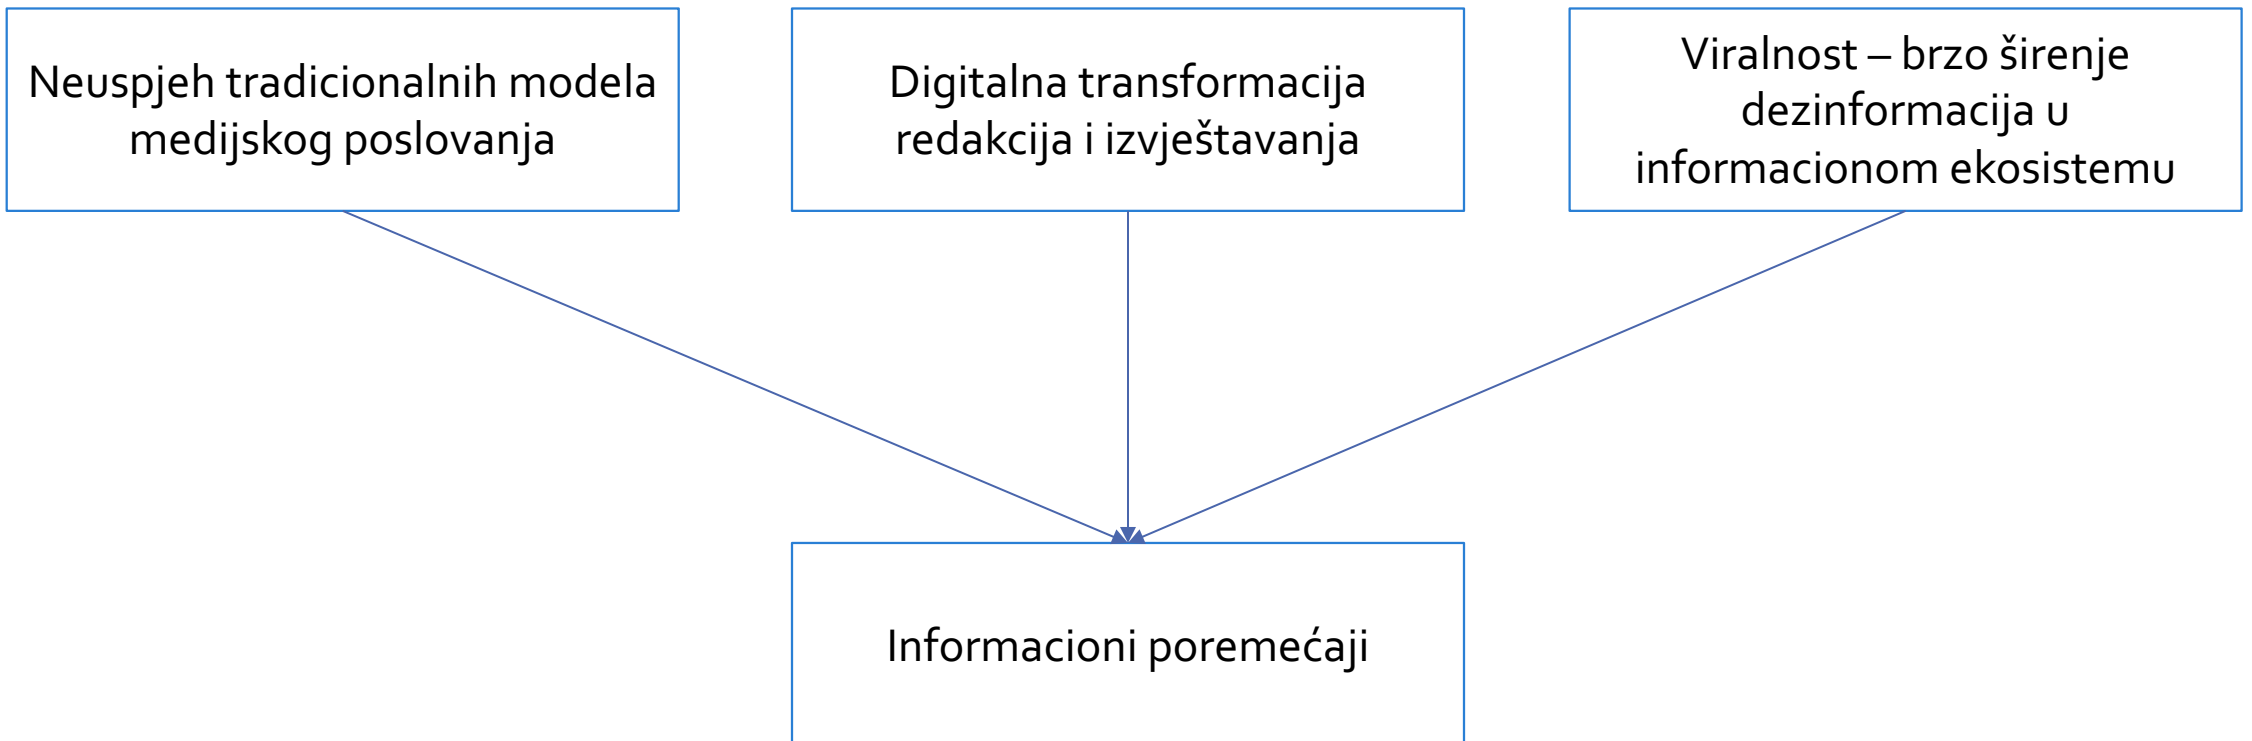 Neuspjeh tradicionalnih modela
medijskog poslovanja
Digitalna transformacija
redakcija i izvještavanja
Viralnost – brzo širenje
dezinformacija u
informacionom ekosistemu
Informacioni poremećaji